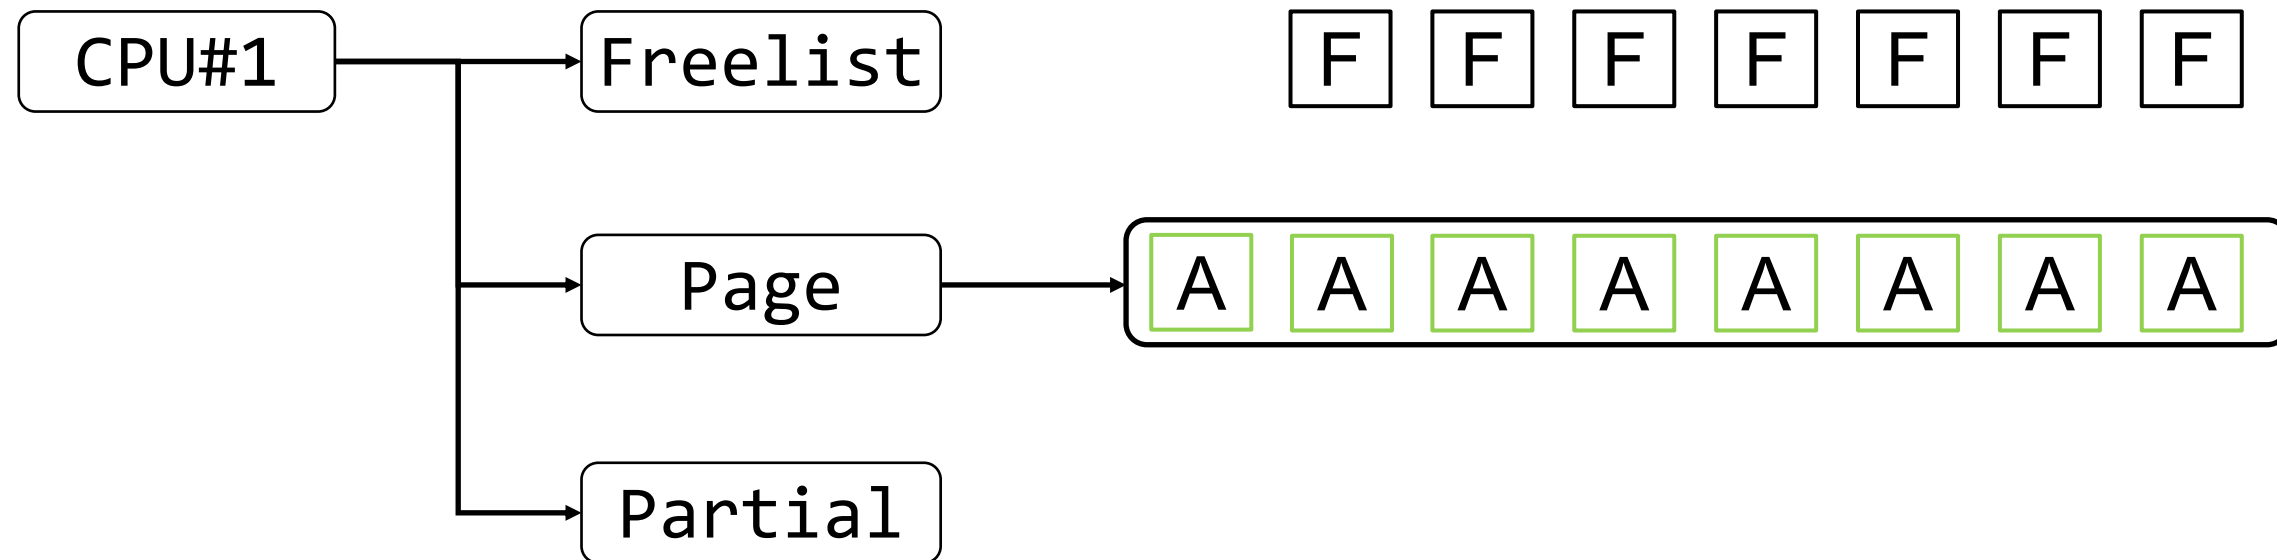 CPU#1 Freelist F F F F F F F
Page A A A A A A A A
Partial